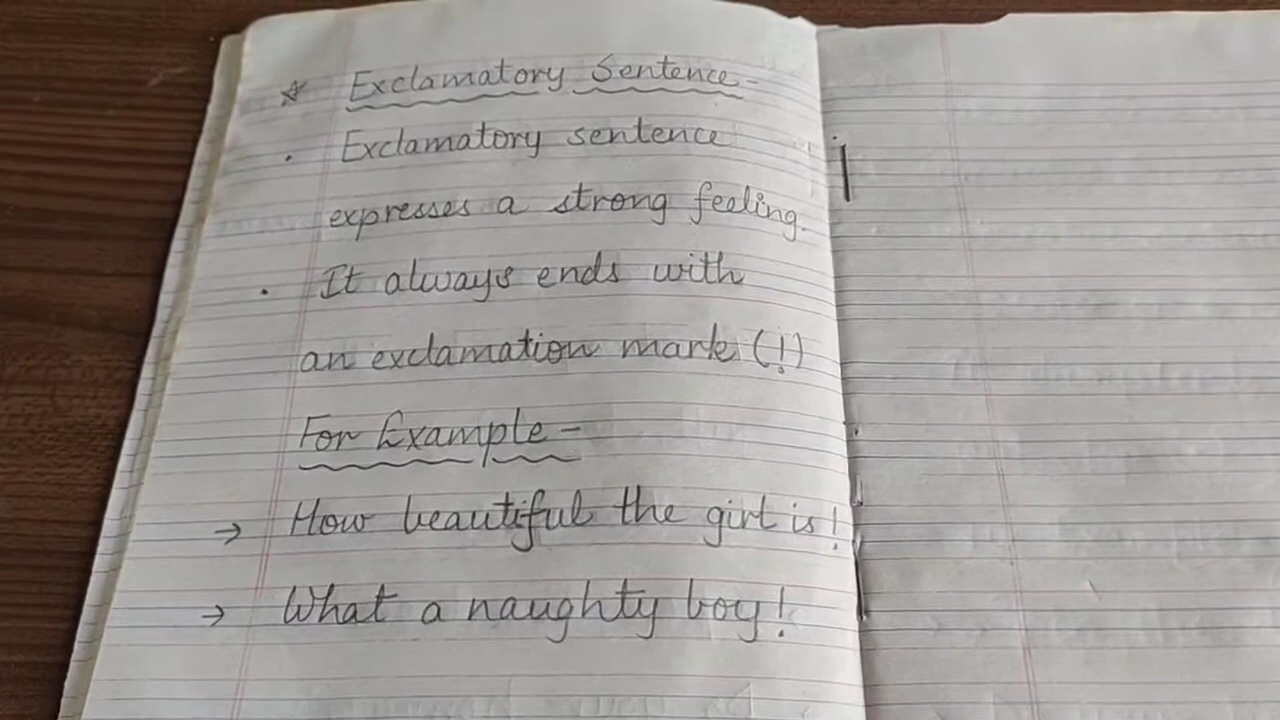 ☆ Exclamatory Sentence-
. Exclamatory sentence
expresses a strong feeling.
. It always ends with
an exclamation mark (!)
For Example -
→ How beautiful the girl is!
→ What a naughty boy!